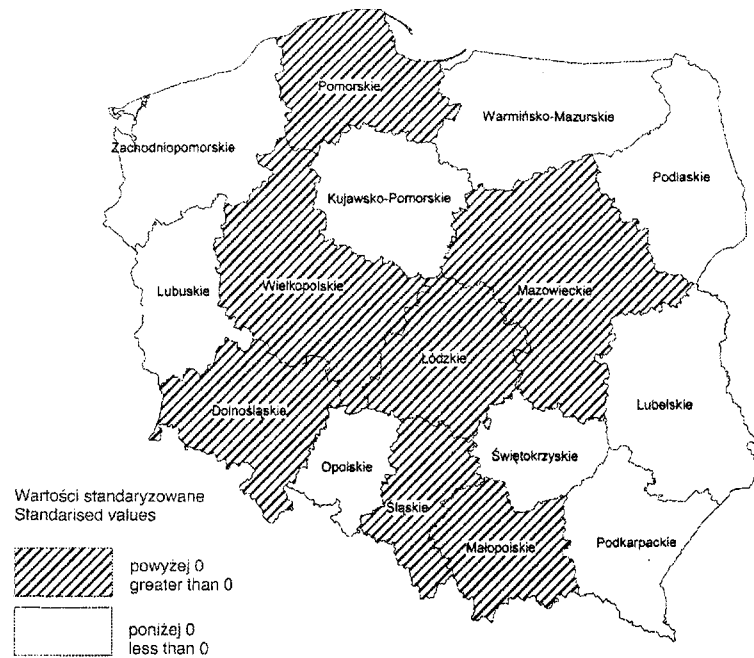 Pomorskie
Warmińsko-Mazurskie
Zachodniopomorskie
Podlaskie
Kujawsko-Pomorskie
Lubuskie
Wielkopolskie
Mazowieckie
Łódzkie
Lubelskie
Dolnośląskie
Opolskie
Świętokrzyskie
Śląskie
Małopolskie
Podkarpackie
Wartości standaryzowane
Standarised values
powyżej 0
greater than 0
poniżej 0
less than 0